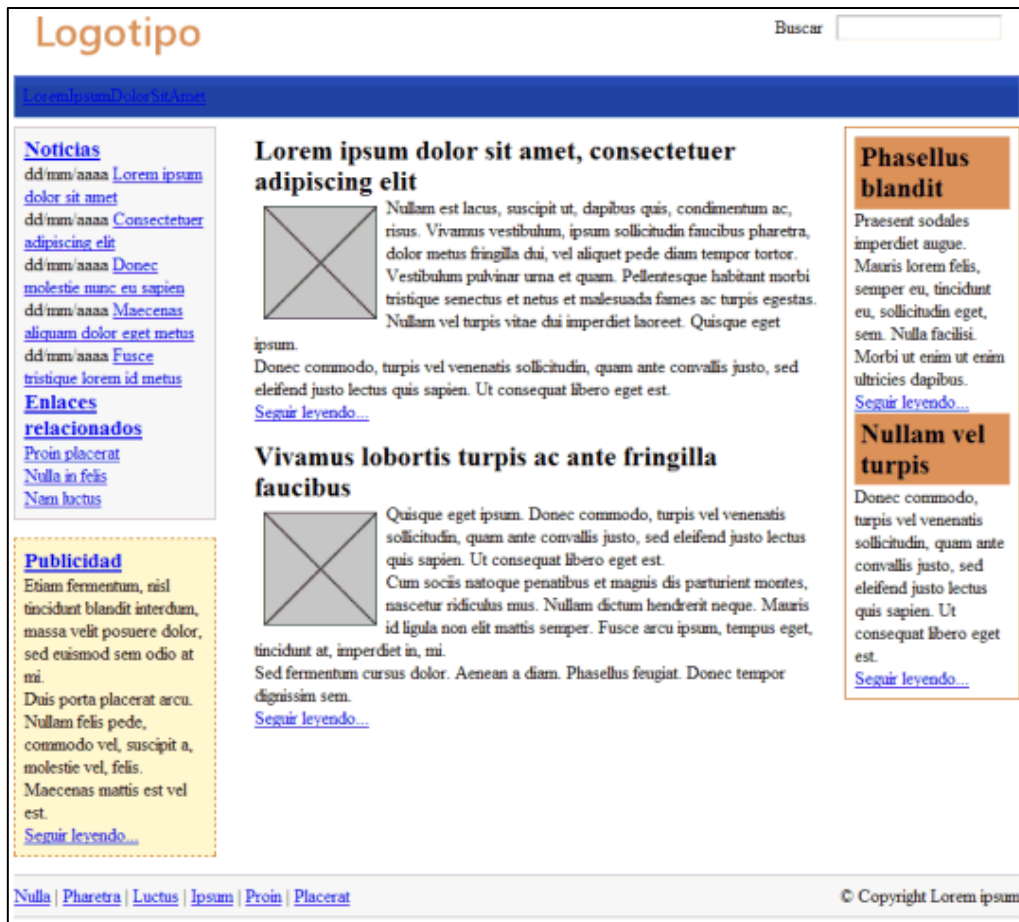 Logotipo
Buscar
LoremIpsumDolorSitAmet
Noticias
dd/mm/aaaa Lorem ipsum
dolor sit amet
dd/mm/aaaa Consectetuer
adipiscing elit
dd/mm/aaaa Donec
molestie nunc eu sapien
dd/mm/aaaa Maecenas
aliquam dolor eget metus
dd/mm/aaaa Fusce
tristique lorem id metus
Enlaces
relacionados
Proin placerat
Nulla in felis
Nam luctus
Publicidad
Etiam fermentum, nisl
tincidunt blandit interdum,
massa velit posuere dolor,
sed euismod sem odio at
mi.
Duis porta placerat arcu.
Nullam felis pede,
commodo vel, suscipit a,
molestie vel, felis.
Maecenas mattis est vel
est.
Seguir leyendo...
Lorem ipsum dolor sit amet, consectetuer
adipiscing elit
Nullam est lacus, suscipit ut, dapibus quis, condimentum ac,
risus. Vivamus vestibulum, ipsum sollicitudin faucibus pharetra,
dolor metus fringilla dui, vel aliquet pede diam tempor tortor.
Vestibulum pulvinar urna et quam. Pellentesque habitant morbi
tristique senectus et netus et malesuada fames ac turpis egestas.
Nullam vel turpis vitae dui imperdiet laoreet. Quisque eget
ipsum.
Donec commodo, turpis vel venenatis sollicitudin, quam ante convallis justo, sed
eleifend justo lectus quis sapien. Ut consequat libero eget est.
Seguir leyendo...
Vivamus lobortis turpis ac ante fringilla
faucibus
Quisque eget ipsum. Donec commodo, turpis vel venenatis
sollicitudin, quam ante convallis justo, sed eleifend justo lectus
quis sapien. Ut consequat libero eget est.
Cum sociis natoque penatibus et magnis dis parturient montes,
nascetur ridiculus mus. Nullam dictum hendrerit neque. Mauris
id ligula non elit mattis semper. Fusce arcu ipsum, tempus eget,
tincidunt at, imperdiet in, mi.
Sed fermentum cursus dolor. Aenean a diam. Phasellus feugiat. Donec tempor
dignissim sem.
Seguir leyendo...
Phasellus
blandit
Praesent sodales
imperdiet augue.
Mauris lorem felis,
semper eu, tincidunt
eu, sollicitudin eget,
sem. Nulla facilisi.
Morbi ut enim ut enim
ultricies dapibus.
Seguir leyendo...
Nullam vel
turpis
Donec commodo,
turpis vel venenatis
sollicitudin, quam ante
convallis justo, sed
eleifend justo lectus
quis sapien. Ut
consequat libero eget
est.
Seguir leyendo...
Nulla | Pharetra | Luctus | Ipsum | Proin | Placerat
© Copyright Lorem ipsum